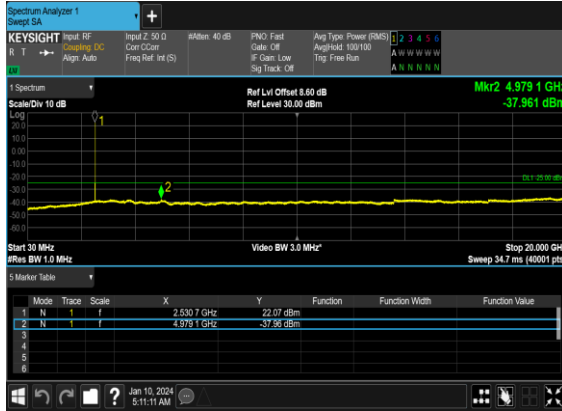 Spectrum Analyzer 1
Swept SA
+
KEYSIGHT Input: RF Input Z: 50 Ω #Atten: 40 dB PNO: Fast Avg Type: Power (RMS) 1 2 3 4 5 6
R T Coupling: DC Corr CCorr Gate: Off Avg|Hold: 100/100 A W W W W W
Align: Auto Freq Ref: Int (S) IF Gain: Low Trig: Free Run
Sig Track: Off A N N N N N
1 Spectrum Ref Lvl Offset 8.60 dB Mkr2 4.979 1 GHz
Scale/Div 10 dB Ref Level 30.00 dBm -37.961 dBm
Log
20.0
10.0
0.00
-10.0
-20.0
-30.0
-40.0
-50.0
-60.0
1
2
DL1 -25.00 dBm
Start 30 MHz Video BW 3.0 MHz* Stop 20.000 GH
#Res BW 1.0 MHz Sweep 34.7 ms (40001 pts
5 Marker Table
Mode Trace Scale X Y Function Function Width Function Value
1 N 1 f 2.530 7 GHz 22.07 dBm
2 N 1 f 4.979 1 GHz -37.96 dBm
3
4
5
6
? Jan 10, 2024
5:11:11 AM